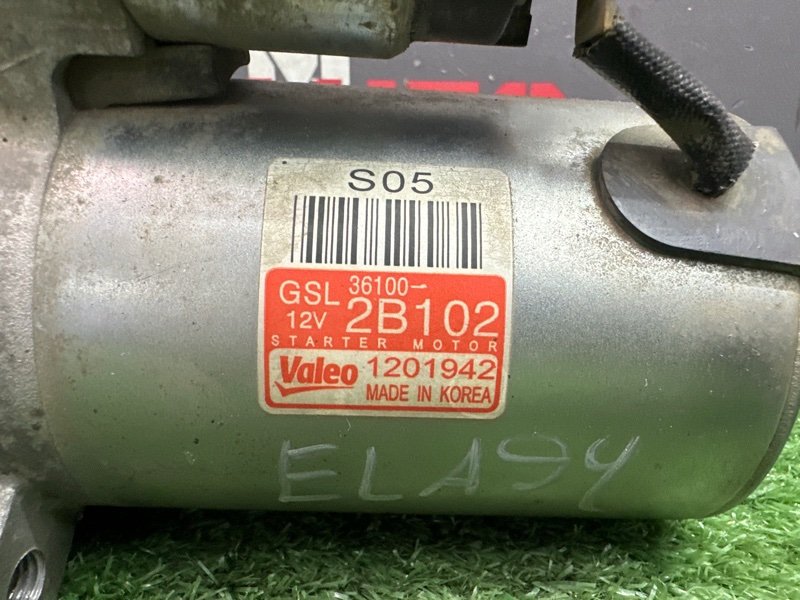 S05
GSL 36100-
12V 2B102
STARTER MOTOR
Valeo 1201942
MADE IN KOREA
ELA94